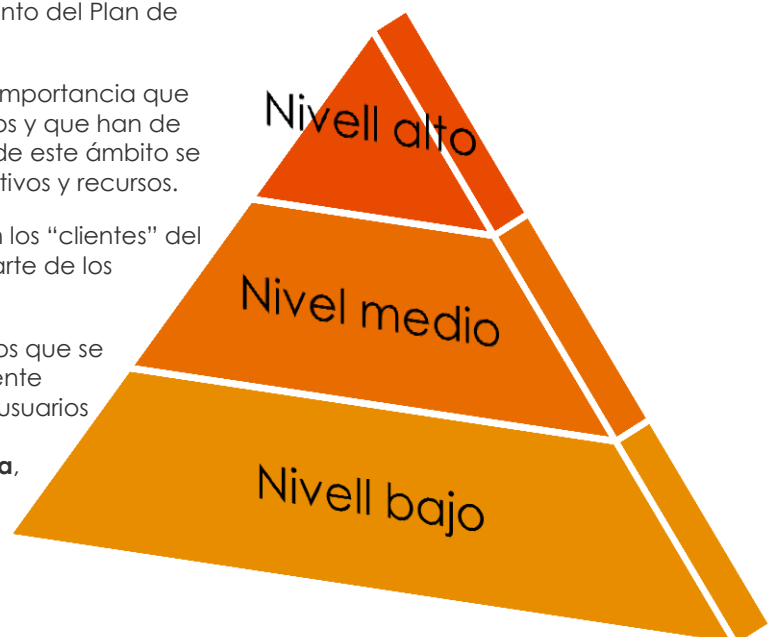 nto del Plan de
importancia que
os y que han de
de este ámbito se
tivos y recursos.
n los “clientes” del
arte de los
os que se
ente
usuarios
a,
Nivell alto
Nivel medio
Nivell bajo